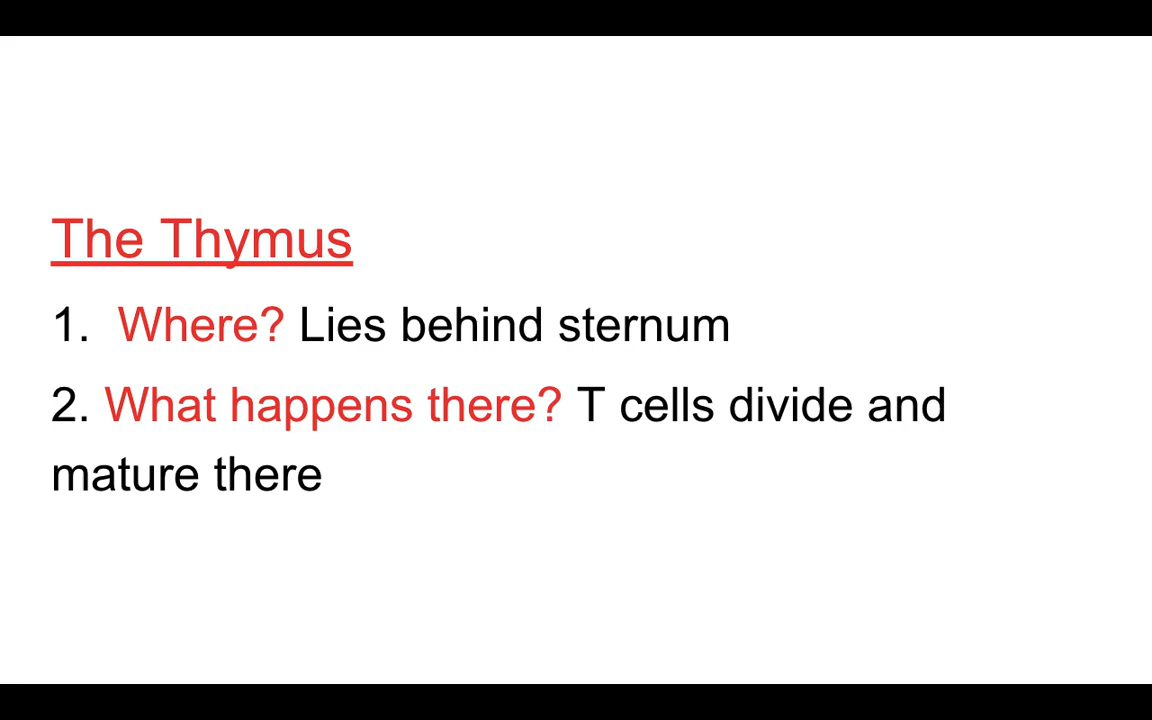 The Thymus
1. Where? Lies behind sternum
2. What happens there? T cells divide and
mature there